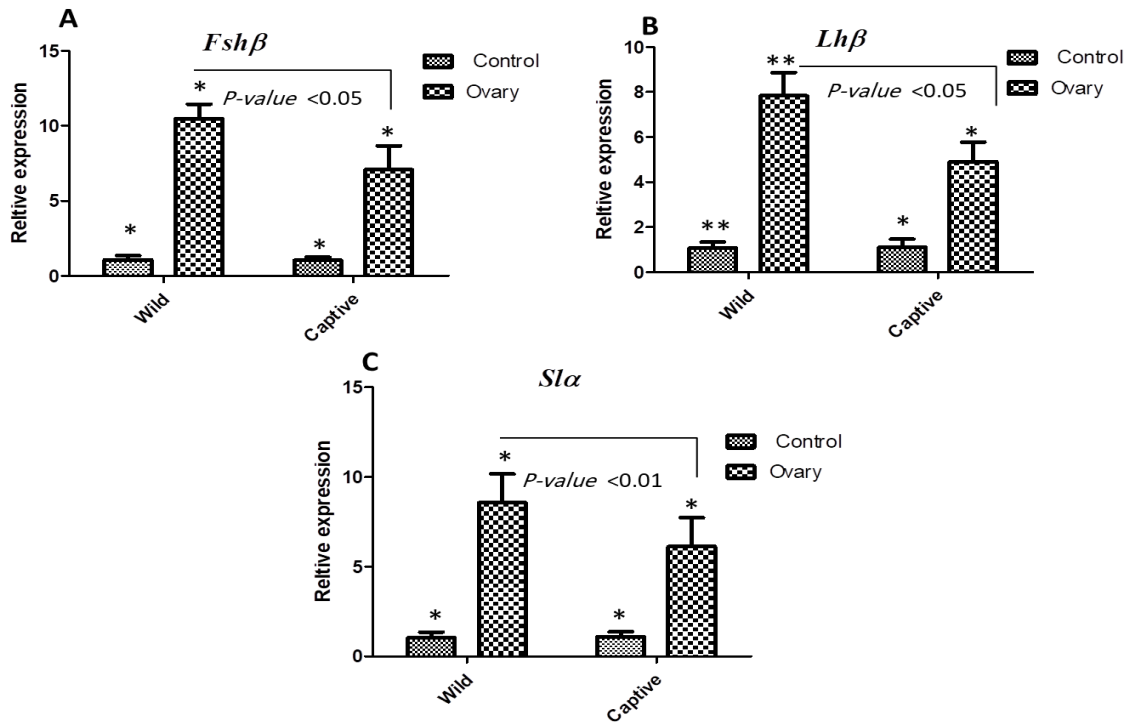 A
Fshβ
15
10
5
0
Reltive expression
*
*
*
*
P-value <0.05
Control
Ovary
Wild
Captive
B
Lhβ
10
8
6
4
2
0
Reltive expression
**
**
*
*
P-value <0.05
Control
Ovary
Wild
Captive
C
Slα
15
10
5
0
Reltive expression
*
*
*
*
P-value <0.01
Control
Ovary
Wild
Captive